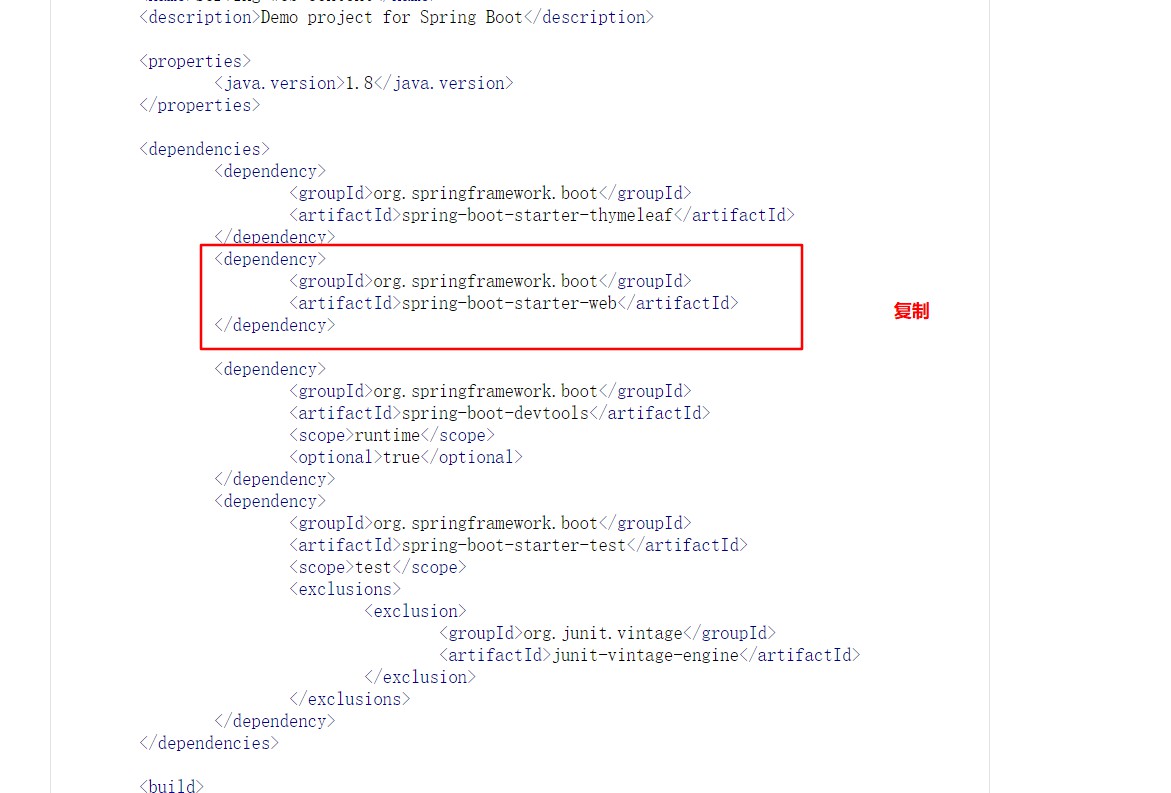 <description>Demo project for Spring Boot</description>
<properties>
<java.version>1.8</java.version>
</properties>
<dependencies>
<dependency>
<groupId>org.springframework.boot</groupId>
<artifactId>spring-boot-starter-thymeleaf</artifactId>
</dependency>
<dependency>
<groupId>org.springframework.boot</groupId>
<artifactId>spring-boot-starter-web</artifactId>
复制
</dependency>
<dependency>
<groupId>org.springframework.boot</groupId>
<artifactId>spring-boot-devtools</artifactId>
<scope>runtime</scope>
<optional>true</optional>
</dependency>
<dependency>
<groupId>org.springframework.boot</groupId>
<artifactId>spring-boot-starter-test</artifactId>
<scope>test</scope>
<exclusions>
<exclusion>
<groupId>org.junit.vintage</groupId>
<artifactId>junit-vintage-engine</artifactId>
</exclusion>
</exclusions>
</dependency>
</dependencies>
<build>